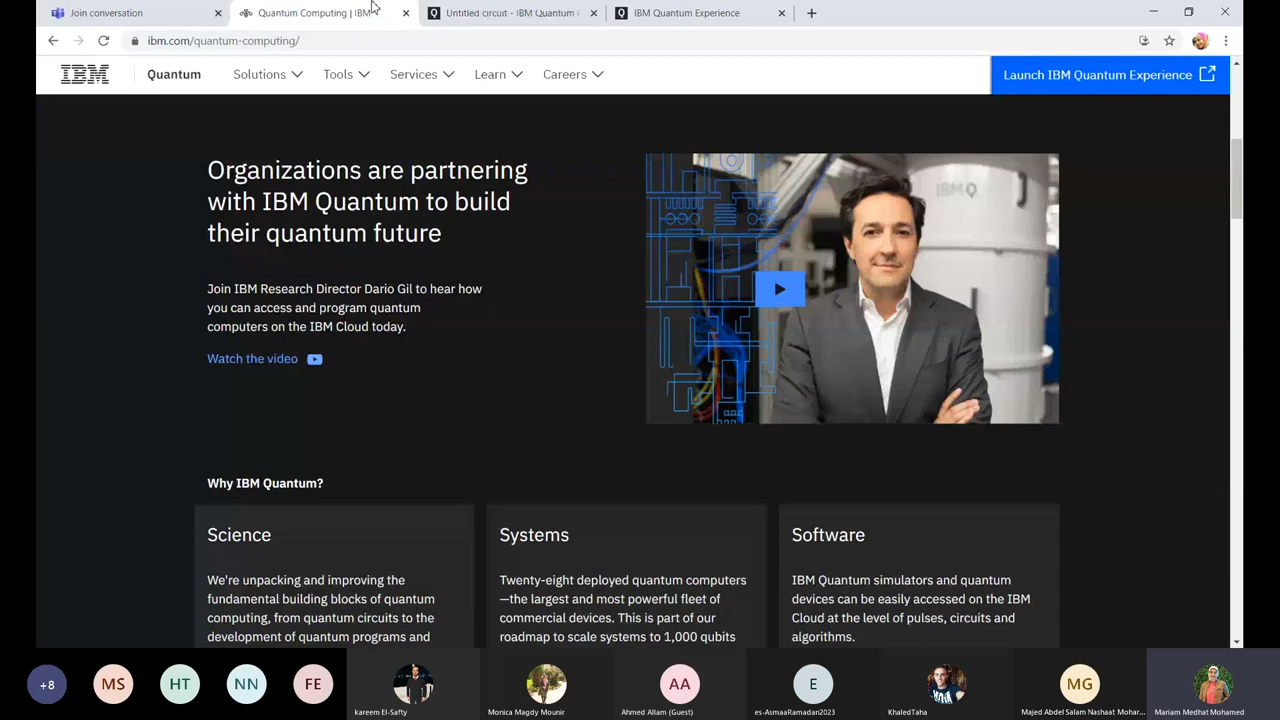 Join conversation
Quantum Computing | IBM
Untitled circuit - IBM Quantum
IBM Quantum Experience
ibm.com/quantum-computing/
IBM
Quantum
Solutions
Tools
Services
Learn
Careers
Launch IBM Quantum Experience
Organizations are partnering
with IBM Quantum to build
their quantum future
Join IBM Research Director Dario Gil to hear how
you can access and program quantum
computers on the IBM Cloud today.
Watch the video
IBM Q
Why IBM Quantum?
Science
We're unpacking and improving the
fundamental building blocks of quantum
computing, from quantum circuits to the
development of quantum programs and
Systems
Twenty-eight deployed quantum computers
—the largest and most powerful fleet of
commercial devices. This is part of our
roadmap to scale systems to 1,000 qubits
Software
IBM Quantum simulators and quantum
devices can be easily accessed on the IBM
Cloud at the level of pulses, circuits and
algorithms.
+8
MS
HT
NN
FE
kareem El-Safty
Monica Magdy Mounir
AA
Ahmed Allam (Guest)
E
es-AsmaaRamadan2023
KhaledTaha
MG
Majed Abdel Salam Nashaat Mohar...
Mariam Medhat Mohamed